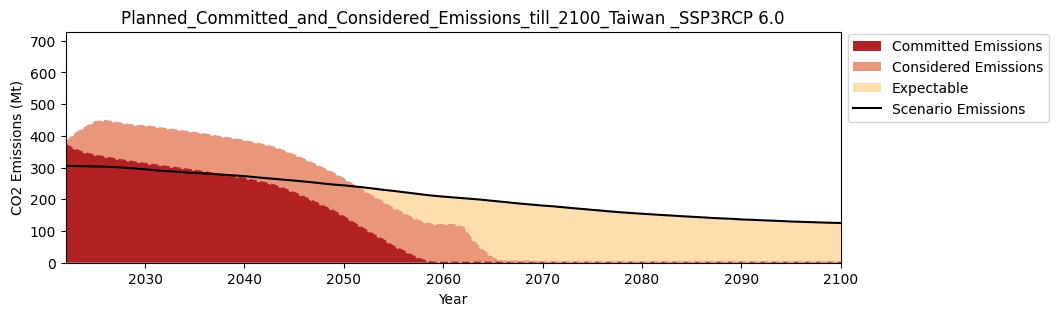 Planned_Committed_and_Considered_Emissions_till_2100_Taiwan _SSP3RCP 6.0
700
600
500
400
300
200
100
0
CO2 Emissions (Mt)
2030
2040
2050
2060
2070
2080
2090
2100
Year
Committed Emissions
Considered Emissions
Expectable
Scenario Emissions